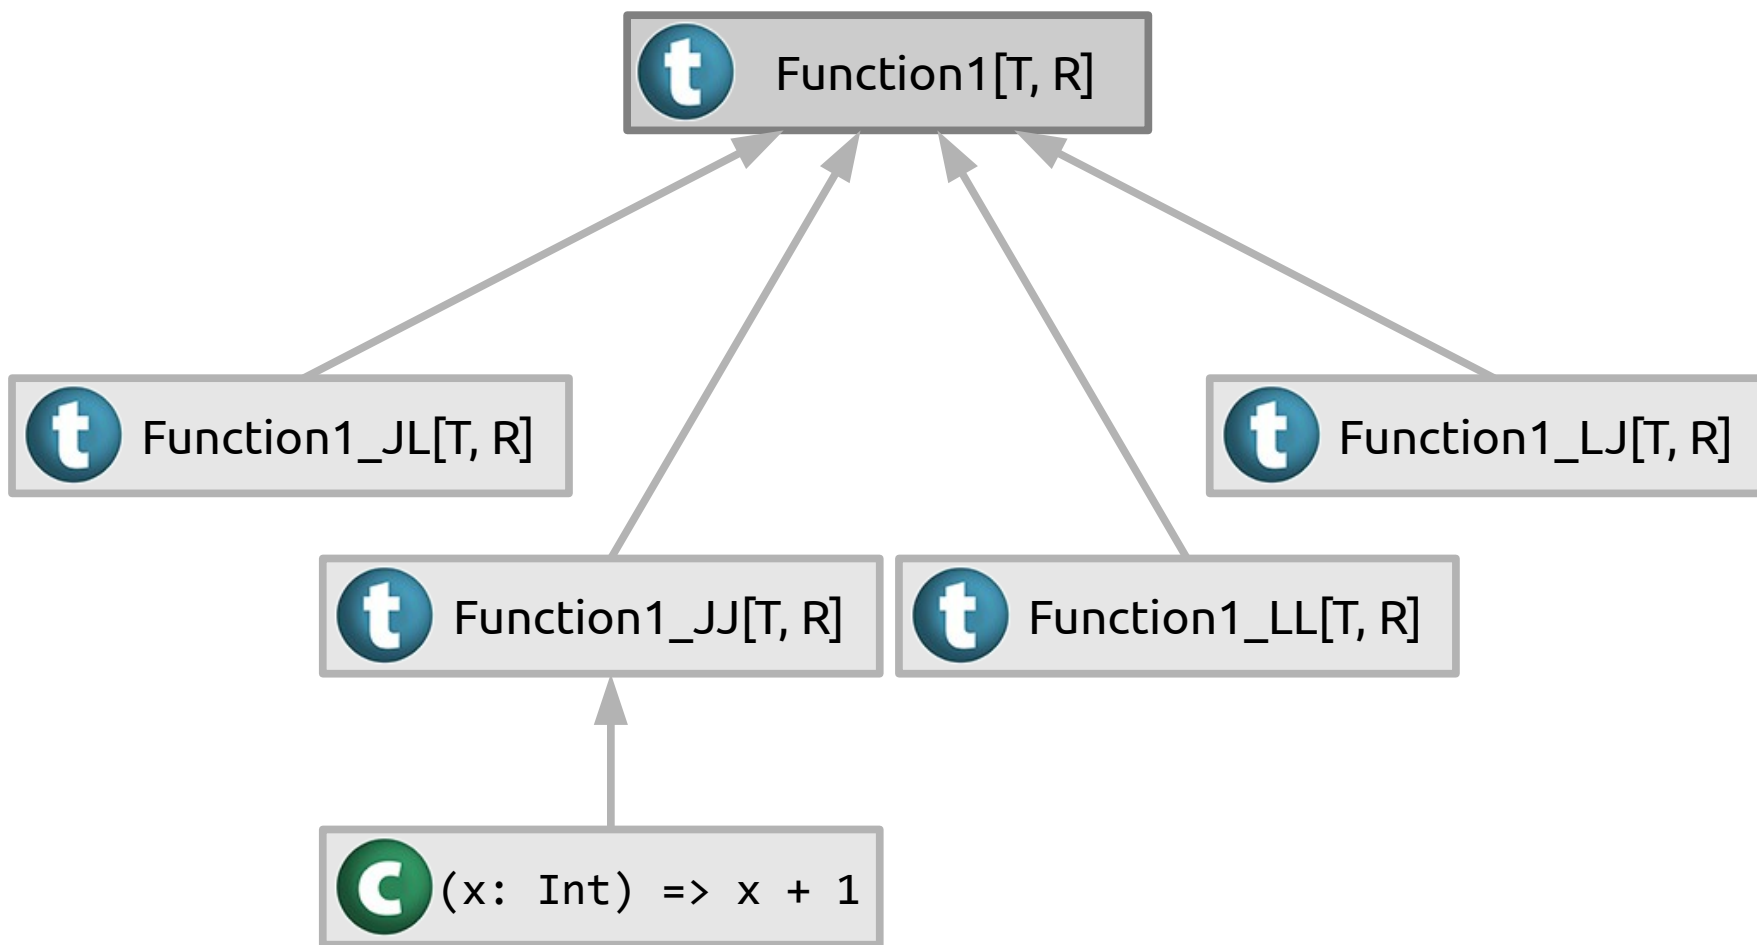 t Function1[T, R]
t Function1_JL[T, R]
t Function1_LJ[T, R]
t Function1_JJ[T, R]
t Function1_LL[T, R]
c (x: Int) => x + 1